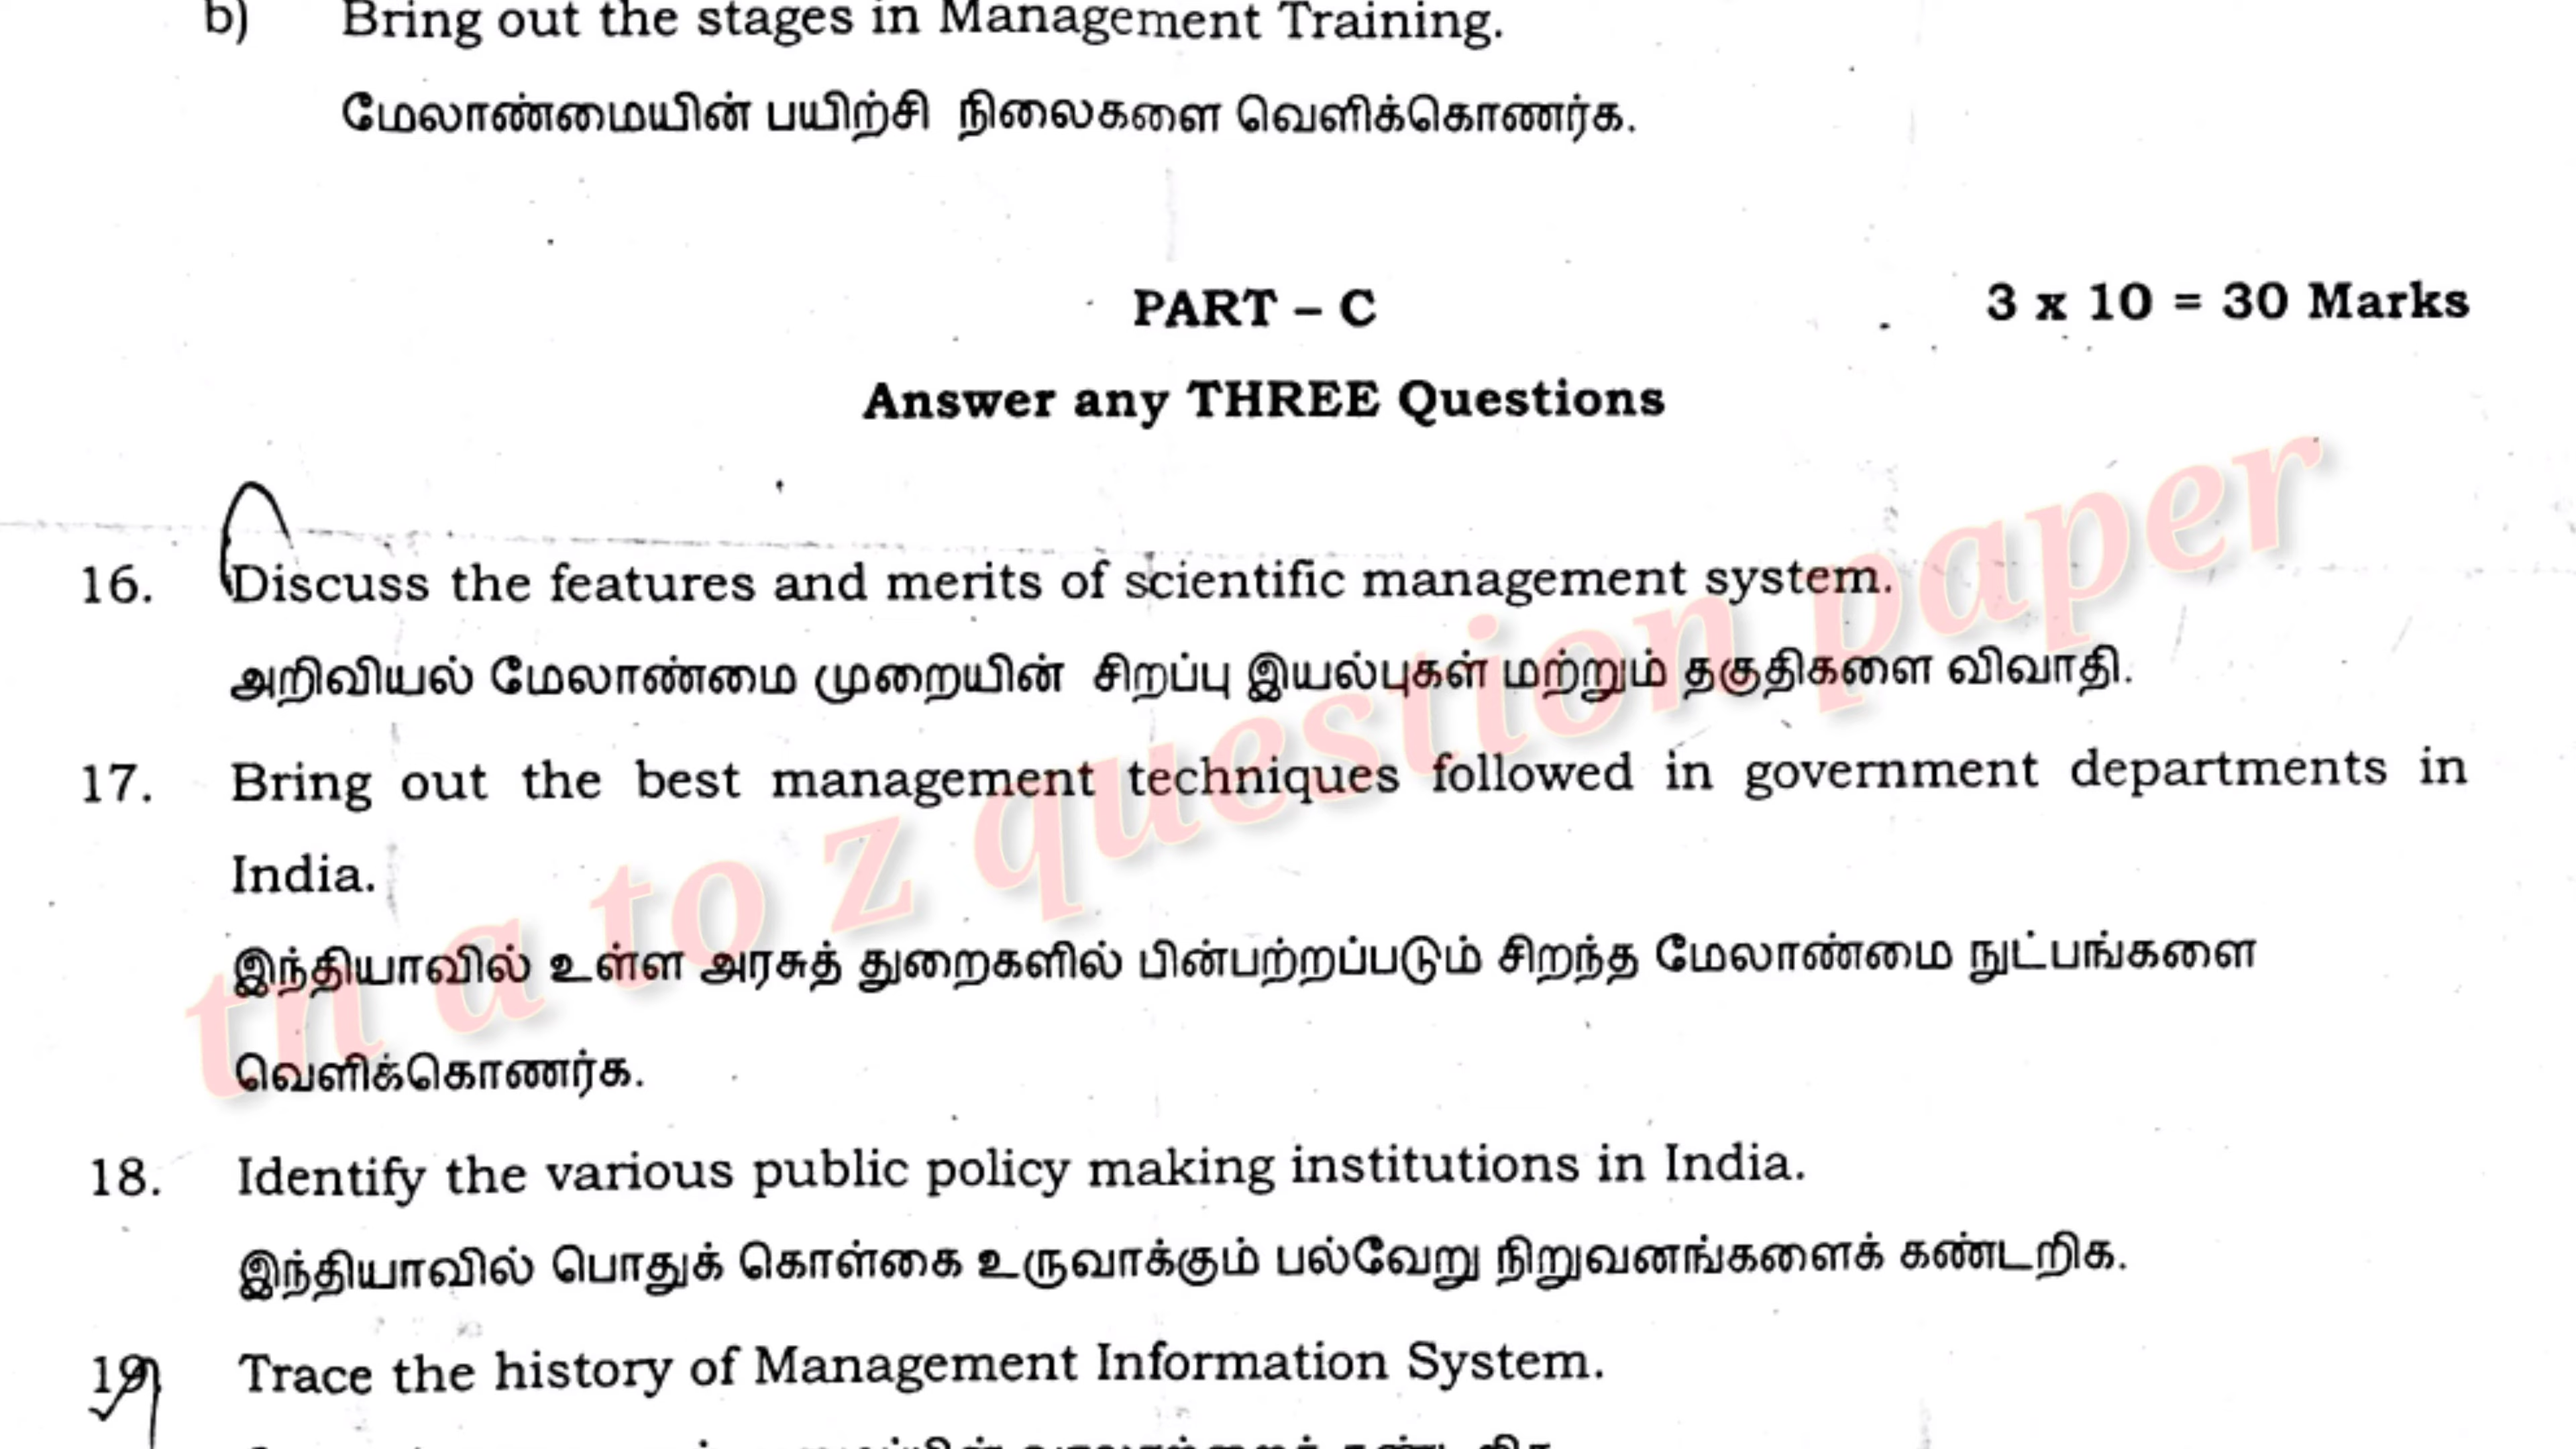 b) Bring out the stages in Management Training.
மேலாண்மையின் பயிற்சி நிலைகளை வெளிக்கொணர்க.
PART – C 3 x 10 = 30 Marks
Answer any THREE Questions
16. Discuss the features and merits of scientific management system.
அறிவியல் மேலாண்மை முறையின் சிறப்பு இயல்புகள் மற்றும் தகுதிகளை விவாதி.
17. Bring out the best management techniques followed in government departments in
India.
இந்தியாவில் உள்ள அரசுத் துறைகளில் பின்பற்றப்படும் சிறந்த மேலாண்மை நுட்பங்களை
வெளிக்கொணர்க.
18. Identify the various public policy making institutions in India.
இந்தியாவில் பொதுக் கொள்கை உருவாக்கும் பல்வேறு நிறுவனங்களைக் கண்டறிக.
19. Trace the history of Management Information System.
tn a to z question paper